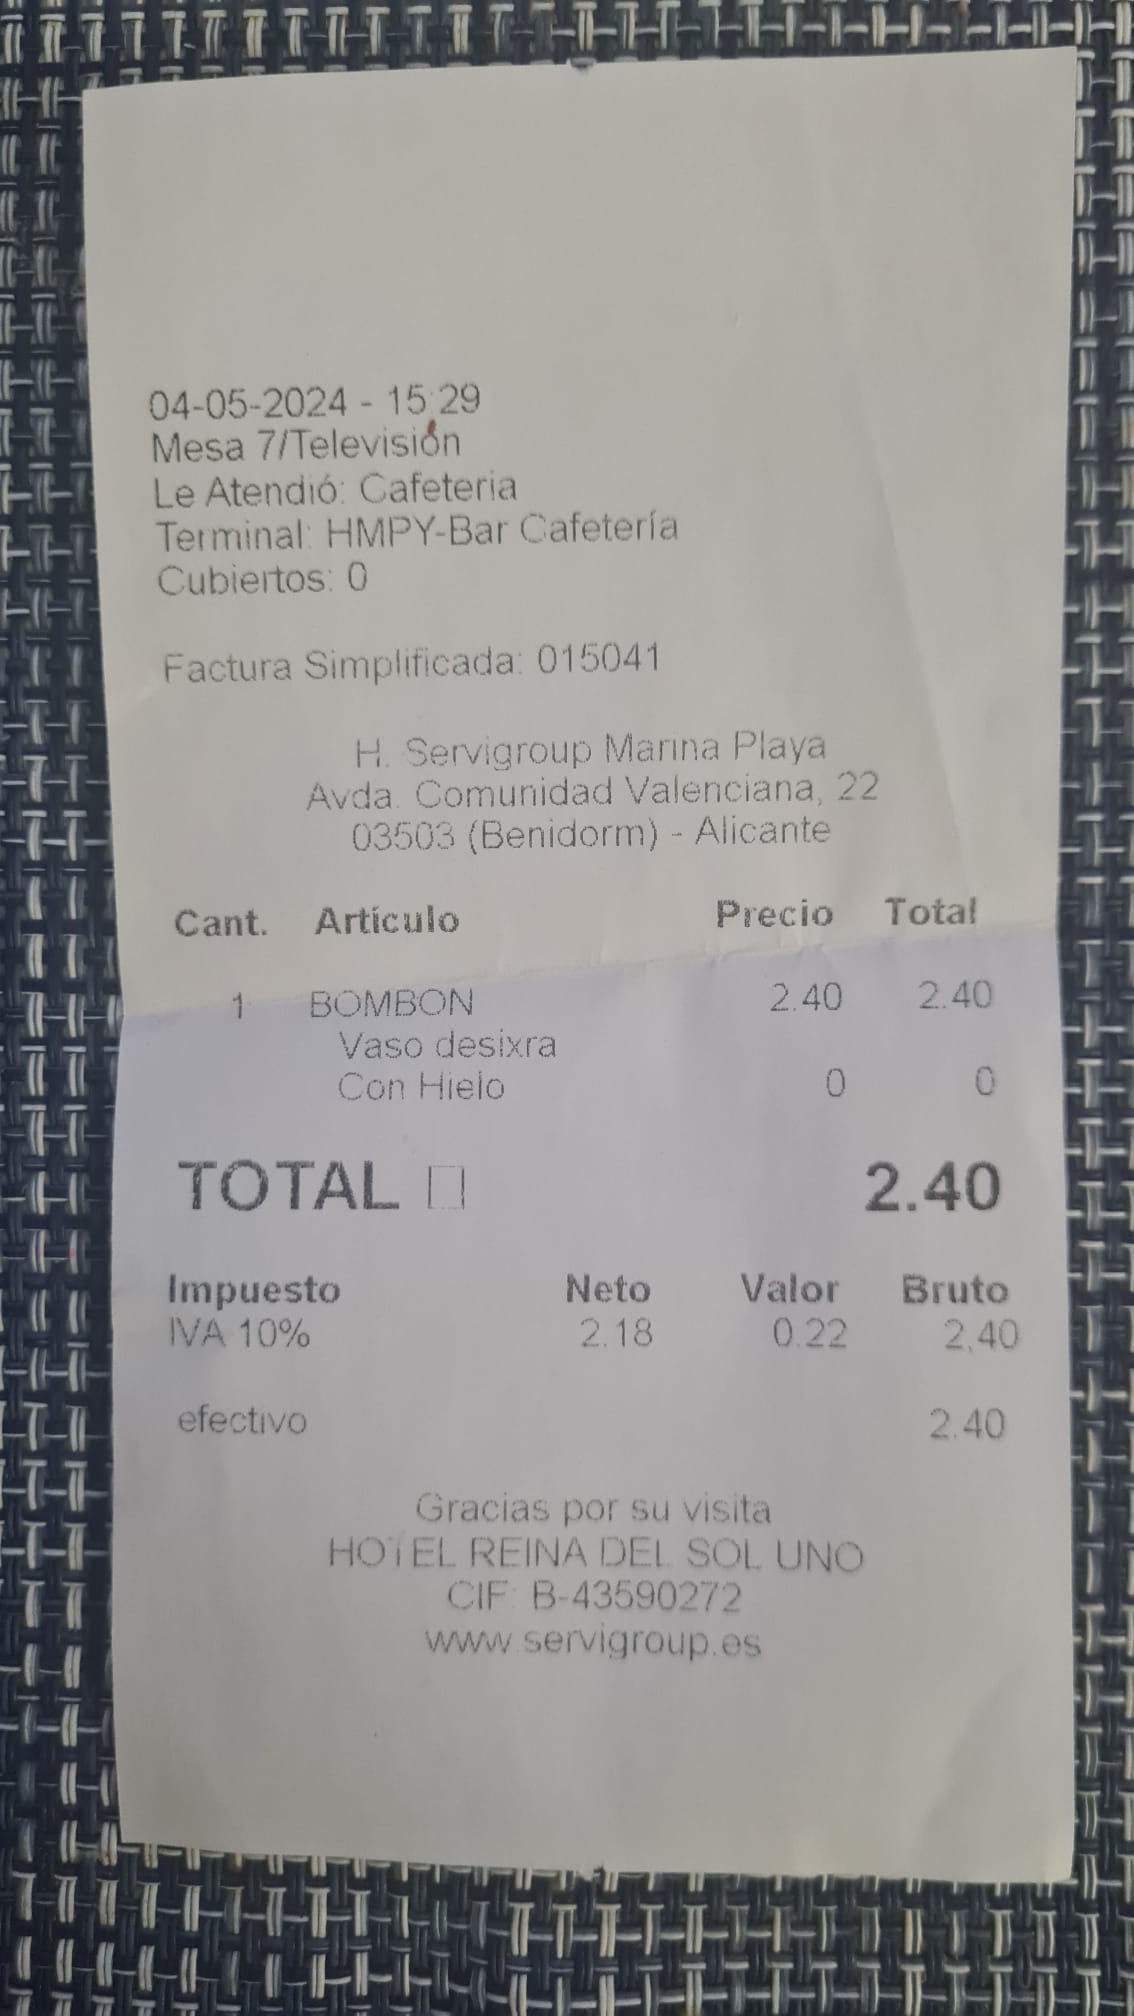 04-05-2024 - 15:29
Mesa 7/Televisión
Le Atendió: Cafeteria
Terminal: HMPY-Bar Cafetería
Cubiertos: 0
Factura Simplificada: 015041
H. Servigroup Marina Playa
Avda. Comunidad Valenciana, 22
03503 (Benidorm) - Alicante
Cant. Artículo Precio Total
1 BOMBON 2.40 2.40
Vaso desixra
Con Hielo 0 0
TOTAL □ 2.40
Impuesto Neto Valor Bruto
IVA 10% 2.18 0.22 2,40
efectivo 2.40
Gracias por su visita
HOTEL REINA DEL SOL UNO
CIF: B-43590272
www.servigroup.es